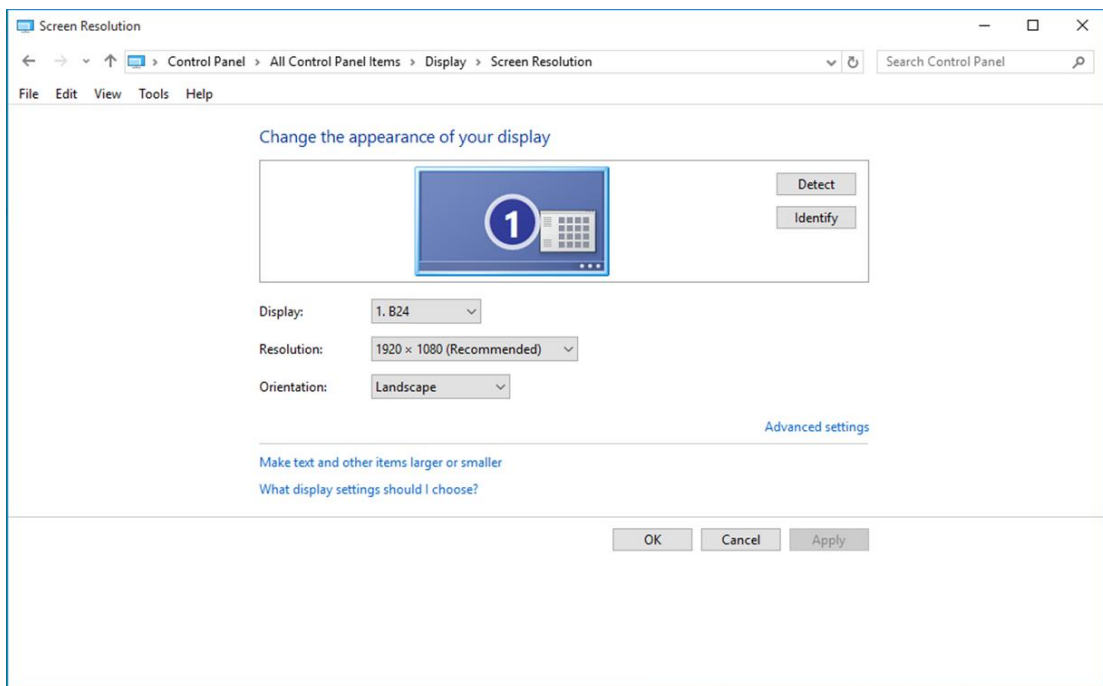 Screen Resolution
Control Panel > All Control Panel Items > Display > Screen Resolution
Search Control Panel
File Edit View Tools Help
Change the appearance of your display
1
Detect
Identify
Display: 1. B24
Resolution: 1920 × 1080 (Recommended)
Orientation: Landscape
Advanced settings
Make text and other items larger or smaller
What display settings should I choose?
OK Cancel Apply